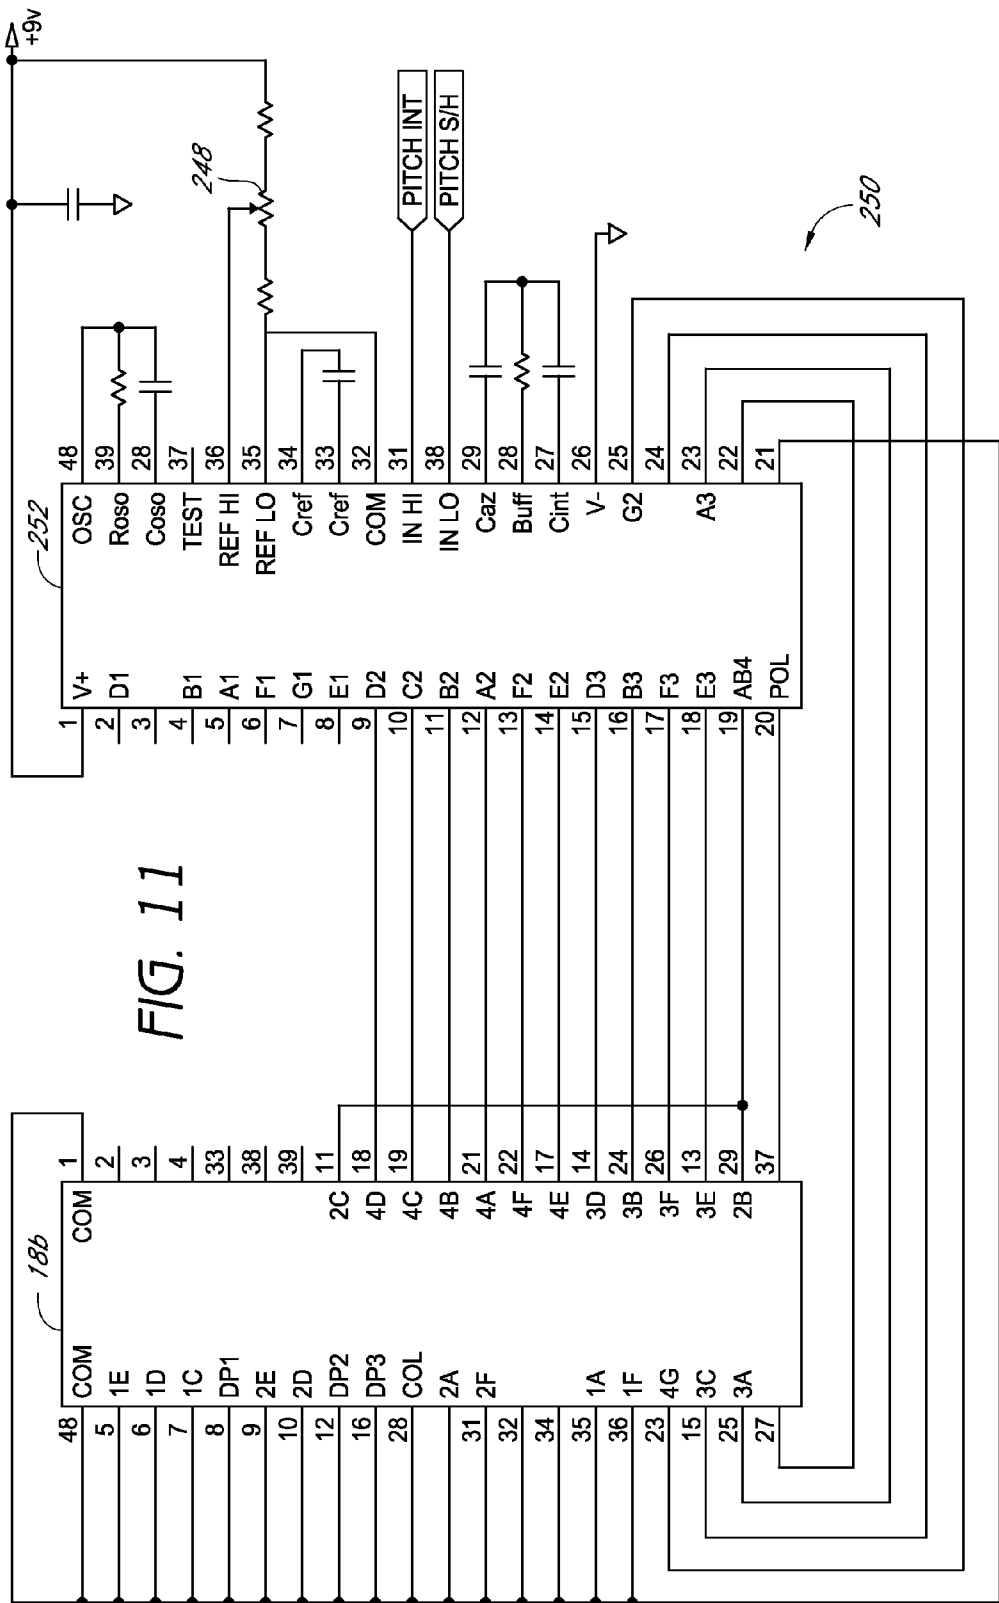 +9v
18b
48 COM
5 1E
6 1D
7 1C
8 DP1
9 2E
10 2D
12 DP2
16 DP3
28 COL
2A
31 2F
32
34
35 1A
36 1F
23 4G
15 3C
25 3A
27
COM 1
2
3
4
33
38
39
2C 11
4D 18
4C 19
4B
4A 21
4F 22
4E 17
3D 14
3B 24
3F 26
3E 13
2B 29
37
FIG. 11
252
1 V+
2 D1
3
4 B1
5 A1
6 F1
7 G1
8 E1
9 D2
10 C2
11 B2
12 A2
13 F2
14 E2
15 D3
16 B3
17 F3
18 E3
19 AB4
20 POL
OSC 48
Roso 39
Coso 28
TEST 37
REF HI 36
REF LO 35
Cref 34
Cref 33
COM 32
IN HI 31
IN LO 38
Caz 29
Buff 28
Cint 27
V- 26
G2 25
24
A3 23
22
21
248
PITCH INT
PITCH S/H
250